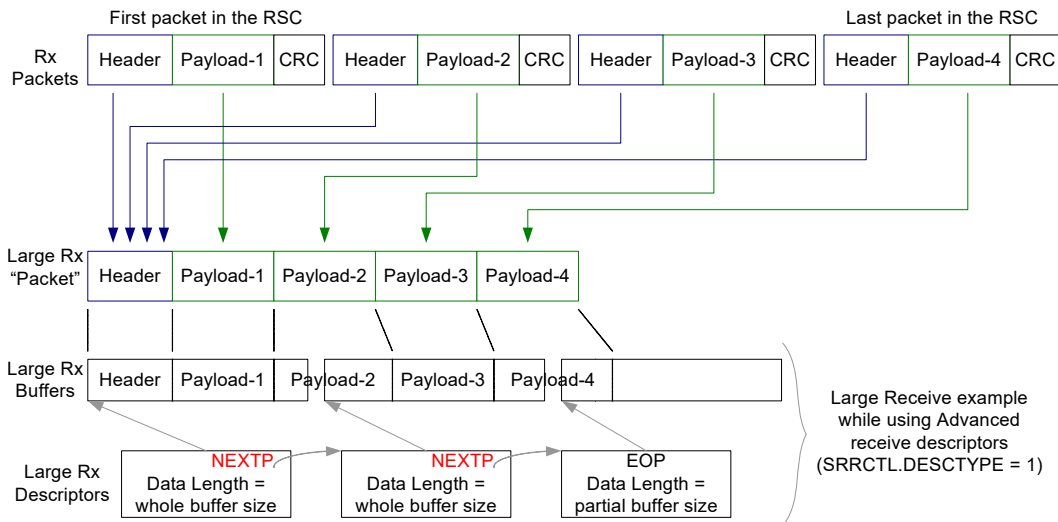 First packet in the RSC
Last packet in the RSC
Rx
Packets
Header Payload-1 CRC Header Payload-2 CRC Header Payload-3 CRC Header Payload-4 CRC
Large Rx
“Packet”
Header Payload-1 Payload-2 Payload-3 Payload-4
Large Rx
Buffers
Header Payload-1 Payload-2 Payload-3 Payload-4
Large Rx
Descriptors
NEXTP
Data Length =
whole buffer size
NEXTP
Data Length =
whole buffer size
EOP
Data Length =
partial buffer size
Large Receive example
while using Advanced
receive descriptors
(SRRCTL.DESCTYPE = 1)